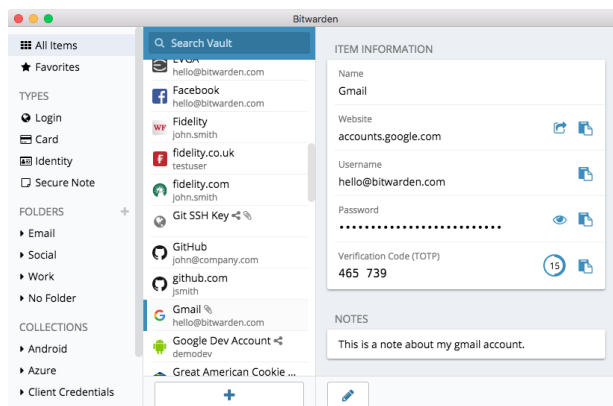 Bitwarden
All Items
Favorites
TYPES
Login
Card
Identity
Secure Note
FOLDERS
Email
Social
Work
No Folder
COLLECTIONS
Android
Azure
Client Credentials
Search Vault
EVGA
hello@bitwarden.com
Facebook
hello@bitwarden.com
WF Fidelity
john.smith
fidelity.co.uk
testuser
fidelity.com
john.smith
Git SSH Key
GitHub
john@company.com
github.com
jsmith
Gmail
hello@bitwarden.com
Google Dev Account
demodev
Great American Cookie ...
ITEM INFORMATION
Name
Gmail
Website
accounts.google.com
Username
hello@bitwarden.com
Password
Verification Code (TOTP)
465 739
15
NOTES
This is a note about my gmail account.